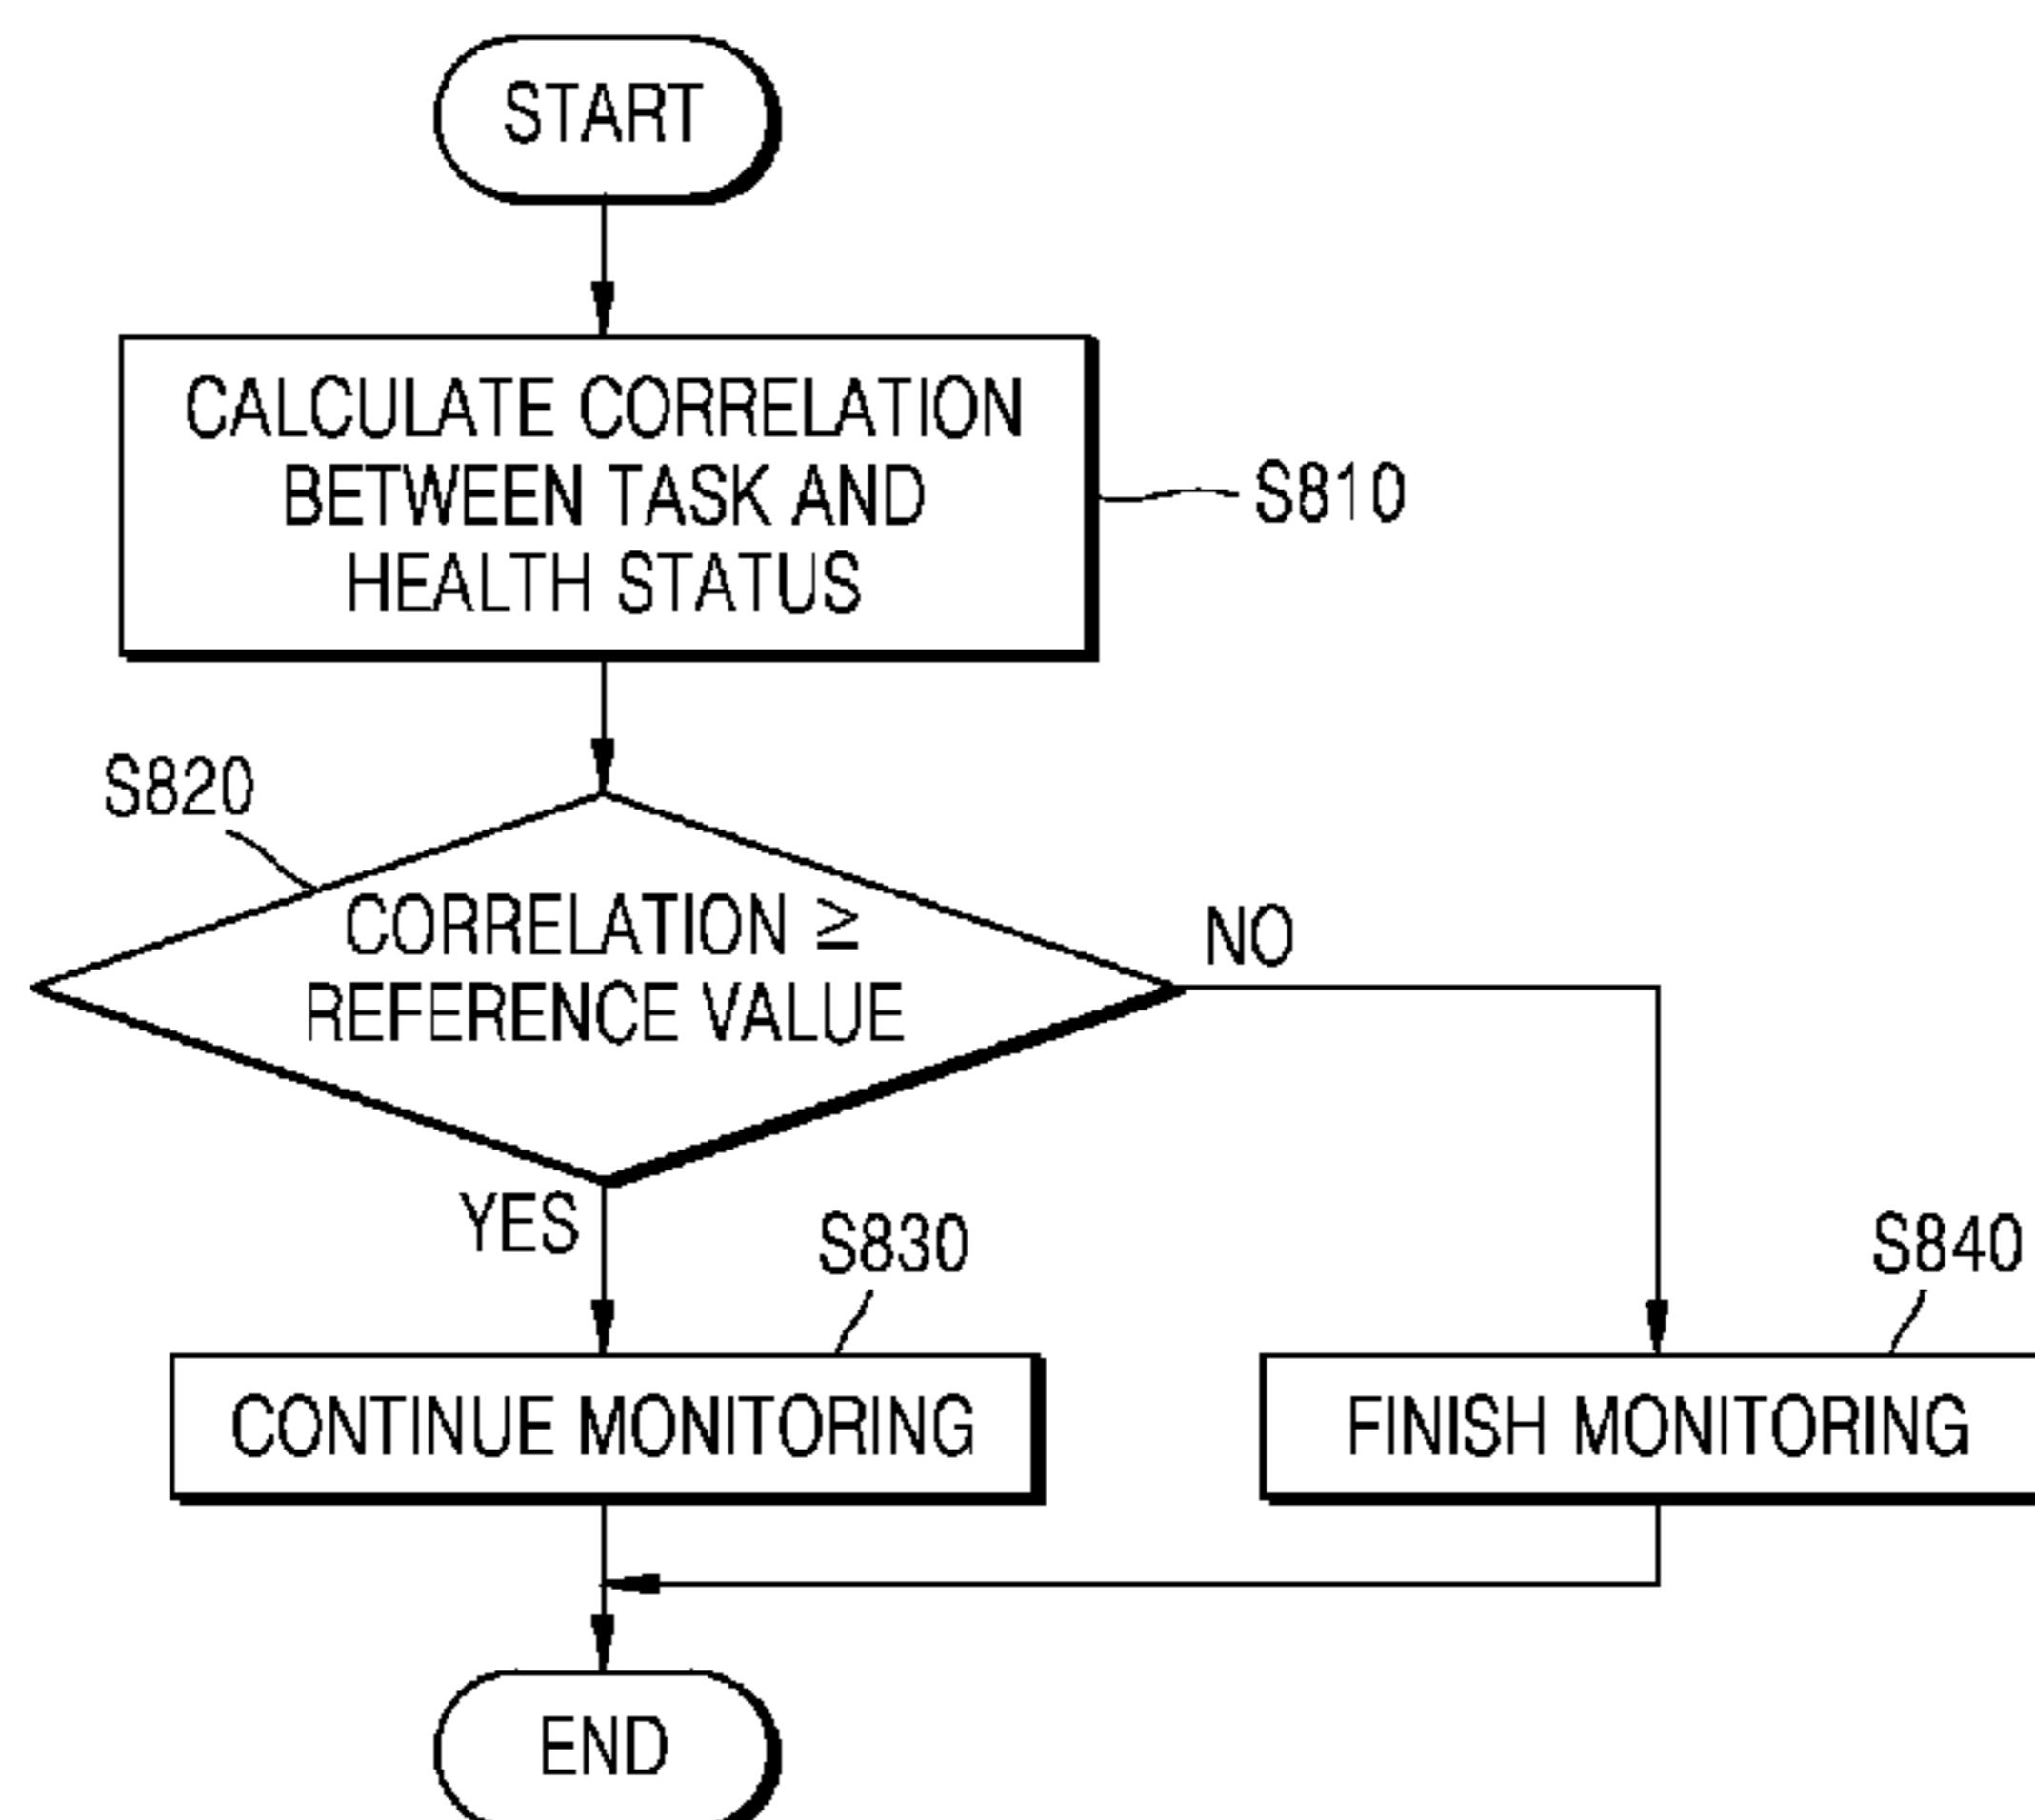 START
CALCULATE CORRELATION
BETWEEN TASK AND
HEALTH STATUS
S810
S820
CORRELATION ≥
REFERENCE VALUE
NO
YES
S830
S840
CONTINUE MONITORING
FINISH MONITORING
END